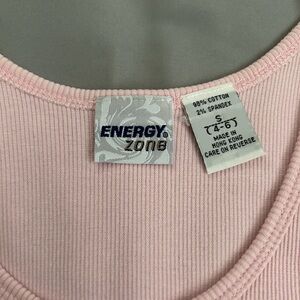 ENERGY®
zone
98% COTTON
2% SPANDEX
S
(4-6)
MADE IN
HONG KONG
CARE ON REVERSE